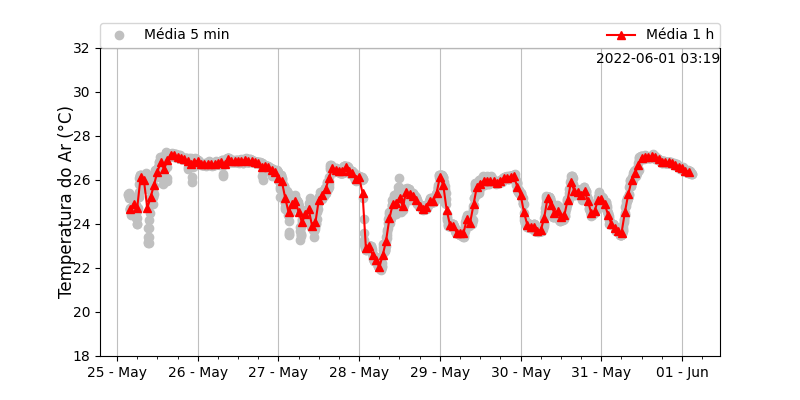 Média 5 min
Média 1 h
2022-06-01 03:19
Temperatura do Ar (°C)
32
30
28
26
24
22
20
18
25 - May
26 - May
27 - May
28 - May
29 - May
30 - May
31 - May
01 - Jun